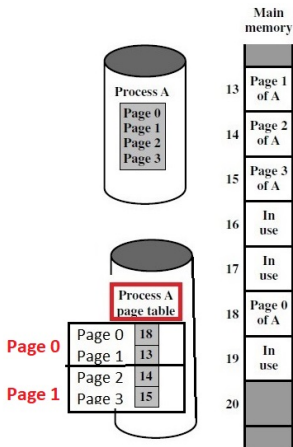 Main
memory
Process A
Page 0
Page 1
Page 2
Page 3
13 Page 1
of A
14 Page 2
of A
15 Page 3
of A
16 In
use
17 In
use
18 Page 0
of A
19 In
use
20
Process A
page table
Page 0
Page 0 18
Page 1 13
Page 1
Page 2 14
Page 3 15